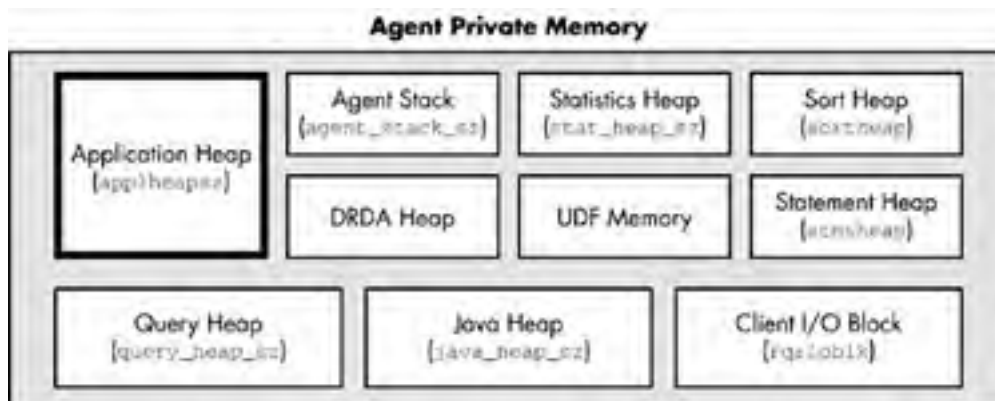 Agent Private Memory
Application Heap
(applheapsz)
Agent Stack
(agent_stack_sz)
Statistics Heap
(stat_heap_sz)
Sort Heap
(sortheap)
DRDA Heap
UDF Memory
Statement Heap
(stmtheap)
Query Heap
(query_heap_sz)
Java Heap
(java_heap_sz)
Client I/O Block
(rqrioblk)